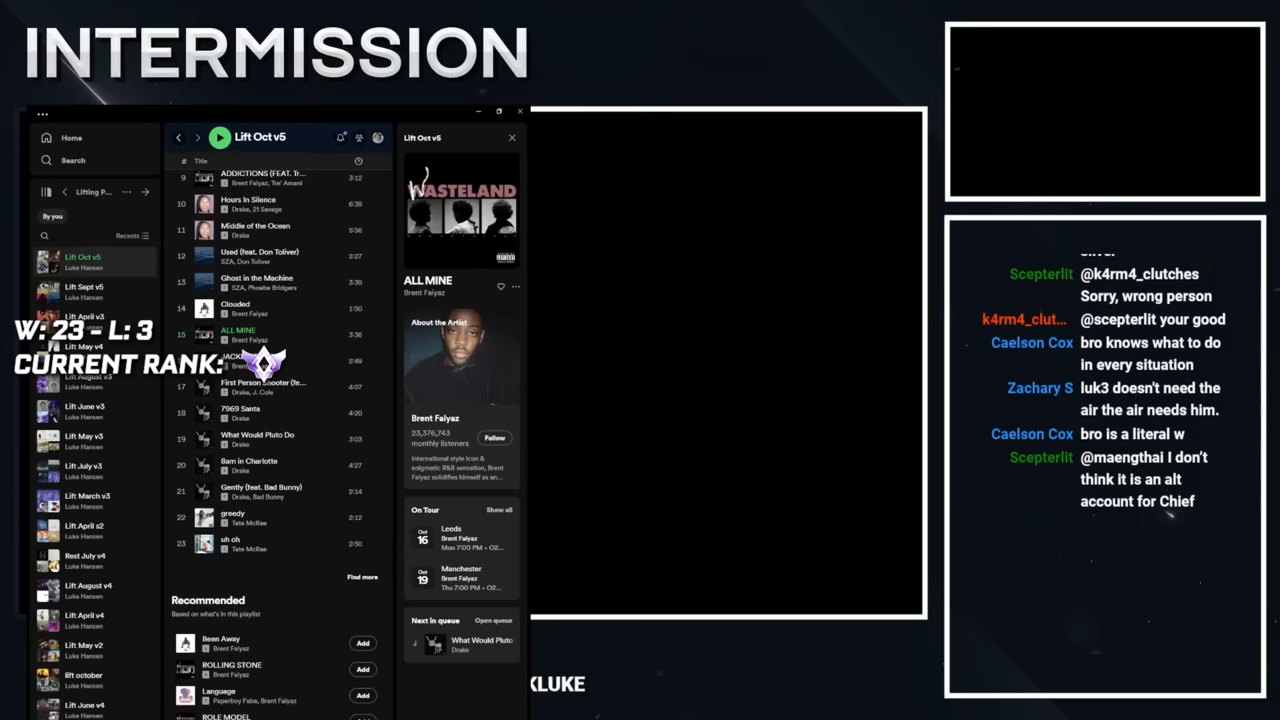 INTERMISSION
Home
Search
Lifting P...
By you
Recents
Lift Oct v5
Luke Hansen
Lift Sept v5
Luke Hansen
Lift April v3
W: 23 - L: 3
Lift May v4
CURRENT RANK:
Lift August v3
Luke Hansen
Lift June v3
Luke Hansen
Lift May v3
Luke Hansen
Lift July v3
Luke Hansen
Lift March v3
Luke Hansen
Lift April s2
Luke Hansen
Rest July v4
Luke Hansen
Lift August v4
Luke Hansen
Lift April v4
Luke Hansen
Lift May v2
Luke Hansen
lift october
Luke Hansen
Lift June v4
Luke Hansen
Lift Oct v5
# Title
9 ADDICTIONS (FEAT. Tr... 3:12
Brent Faiyaz, Tre' Amani
10 Hours In Silence 6:39
Drake, 21 Savage
11 Middle of the Ocean 5:56
Drake
12 Used (feat. Don Toliver) 2:27
SZA, Don Toliver
13 Ghost in the Machine 3:39
SZA, Phoebe Bridgers
14 Clouded
Brent Faiyaz
15 ALL MINE 3:36
Brent Faiyaz
2:49
17 First Person Shooter (fe... 4:07
Drake, J. Cole
18 7969 Santa 4:20
Drake
19 What Would Pluto Do 3:03
Drake
20 8am in Charlotte 4:27
Drake
21 Gently (feat. Bad Bunny) 2:14
Drake, Bad Bunny
22 greedy 2:12
Tate McRae
23 uh oh 2:50
Tate McRae
Find more
Recommended
Based on what's in this playlist
Been Away Add
Brent Faiyaz
ROLLING STONE Add
Brent Faiyaz
Language Add
Paperboy Fabe, Brent Faiyaz
ROLE MODEL
Lift Oct v5
WASTELAND
ALL MINE
Brent Faiyaz
About the Artist
Brent Faiyaz
23,376,743
monthly listeners
Follow
International style icon &
enigmatic R&B sensation, Brent
Faiyaz solidifies himself as an...
On Tour Show all
Oct 16
Leeds
Brent Faiyaz
Mon 7:00 PM • O2...
Oct 19
Manchester
Brent Faiyaz
Thu 7:00 PM • O2...
Next in queue Open queue
What Would Pluto
Drake
KLUKE
Scepterlit @k4rm4_clutches
Sorry, wrong person
k4rm4_clut... @scepterlit your good
Caelson Cox bro knows what to do
in every situation
Zachary S luk3 doesn't need the
air the air needs him.
Caelson Cox bro is a literal w
Scepterlit @maengthai I don't
think it is an alt
account for Chief